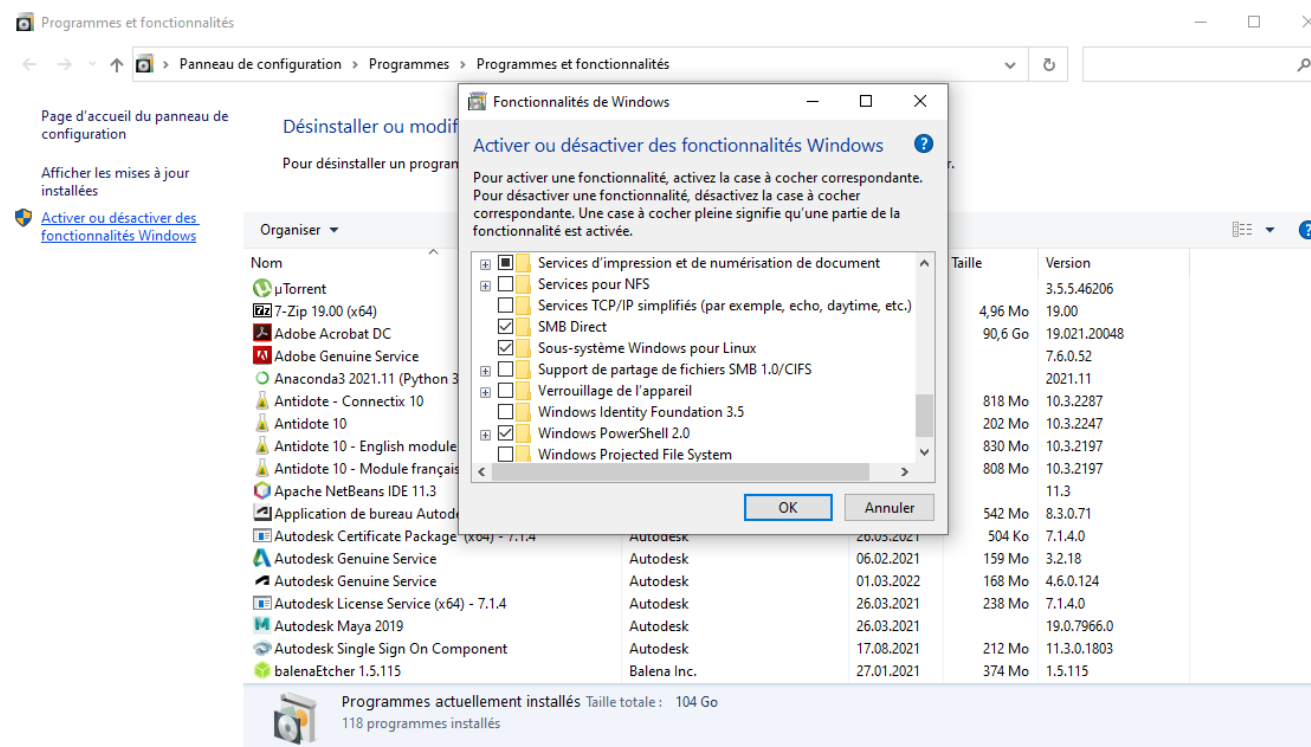 Programmes et fonctionnalités
Panneau de configuration > Programmes > Programmes et fonctionnalités
Page d'accueil du panneau de
configuration
Afficher les mises à jour
installées
Activer ou désactiver des
fonctionnalités Windows
Désinstaller ou modif
Pour désinstaller un program
r.
Organiser
Nom
Taille
Version
µTorrent
3.5.5.46206
7-Zip 19.00 (x64)
4,96 Mo
19.00
Adobe Acrobat DC
90,6 Go
19.021.20048
Adobe Genuine Service
7.6.0.52
Anaconda3 2021.11 (Python 3
2021.11
Antidote - Connectix 10
818 Mo
10.3.2287
Antidote 10
202 Mo
10.3.2247
Antidote 10 - English module
830 Mo
10.3.2197
Antidote 10 - Module français
808 Mo
10.3.2197
Apache NetBeans IDE 11.3
11.3
Application de bureau Autode
542 Mo
8.3.0.71
Autodesk Certificate Package (x64) - 7.1.4
Autodesk
26.03.2021
504 Ko
7.1.4.0
Autodesk Genuine Service
Autodesk
06.02.2021
159 Mo
3.2.18
Autodesk Genuine Service
Autodesk
01.03.2022
168 Mo
4.6.0.124
Autodesk License Service (x64) - 7.1.4
Autodesk
26.03.2021
238 Mo
7.1.4.0
Autodesk Maya 2019
Autodesk
26.03.2021
19.0.7966.0
Autodesk Single Sign On Component
Autodesk
17.08.2021
212 Mo
11.3.0.1803
balenaEtcher 1.5.115
Balena Inc.
27.01.2021
374 Mo
1.5.115
Programmes actuellement installés Taille totale : 104 Go
118 programmes installés
Fonctionnalités de Windows
Activer ou désactiver des fonctionnalités Windows
Pour activer une fonctionnalité, activez la case à cocher correspondante.
Pour désactiver une fonctionnalité, désactivez la case à cocher
correspondante. Une case à cocher pleine signifie qu'une partie de la
fonctionnalité est activée.
Services d'impression et de numérisation de document
Services pour NFS
Services TCP/IP simplifiés (par exemple, echo, daytime, etc.)
SMB Direct
Sous-système Windows pour Linux
Support de partage de fichiers SMB 1.0/CIFS
Verrouillage de l'appareil
Windows Identity Foundation 3.5
Windows PowerShell 2.0
Windows Projected File System
OK
Annuler